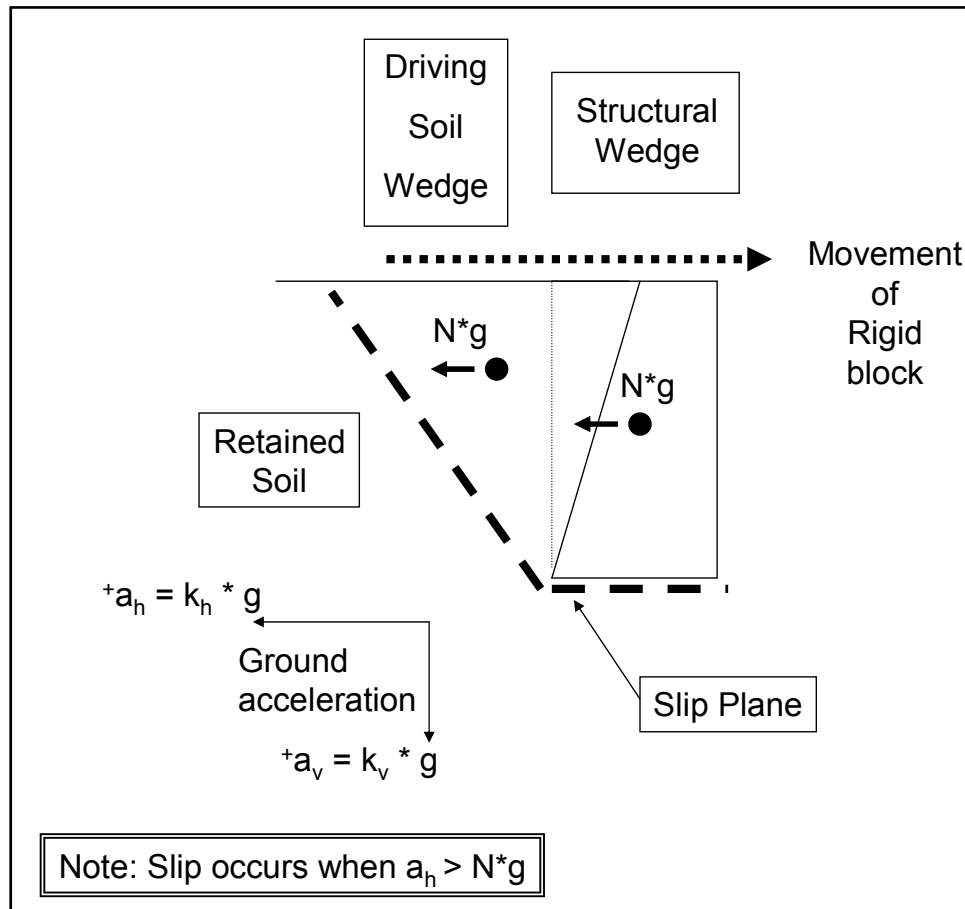 Driving
Soil
Wedge
Structural
Wedge
Movement
of
Rigid
block
N*g
N*g
Retained
Soil
+ah = kh * g
Ground
acceleration
+av = kv * g
Slip Plane
Note: Slip occurs when ah > N*g